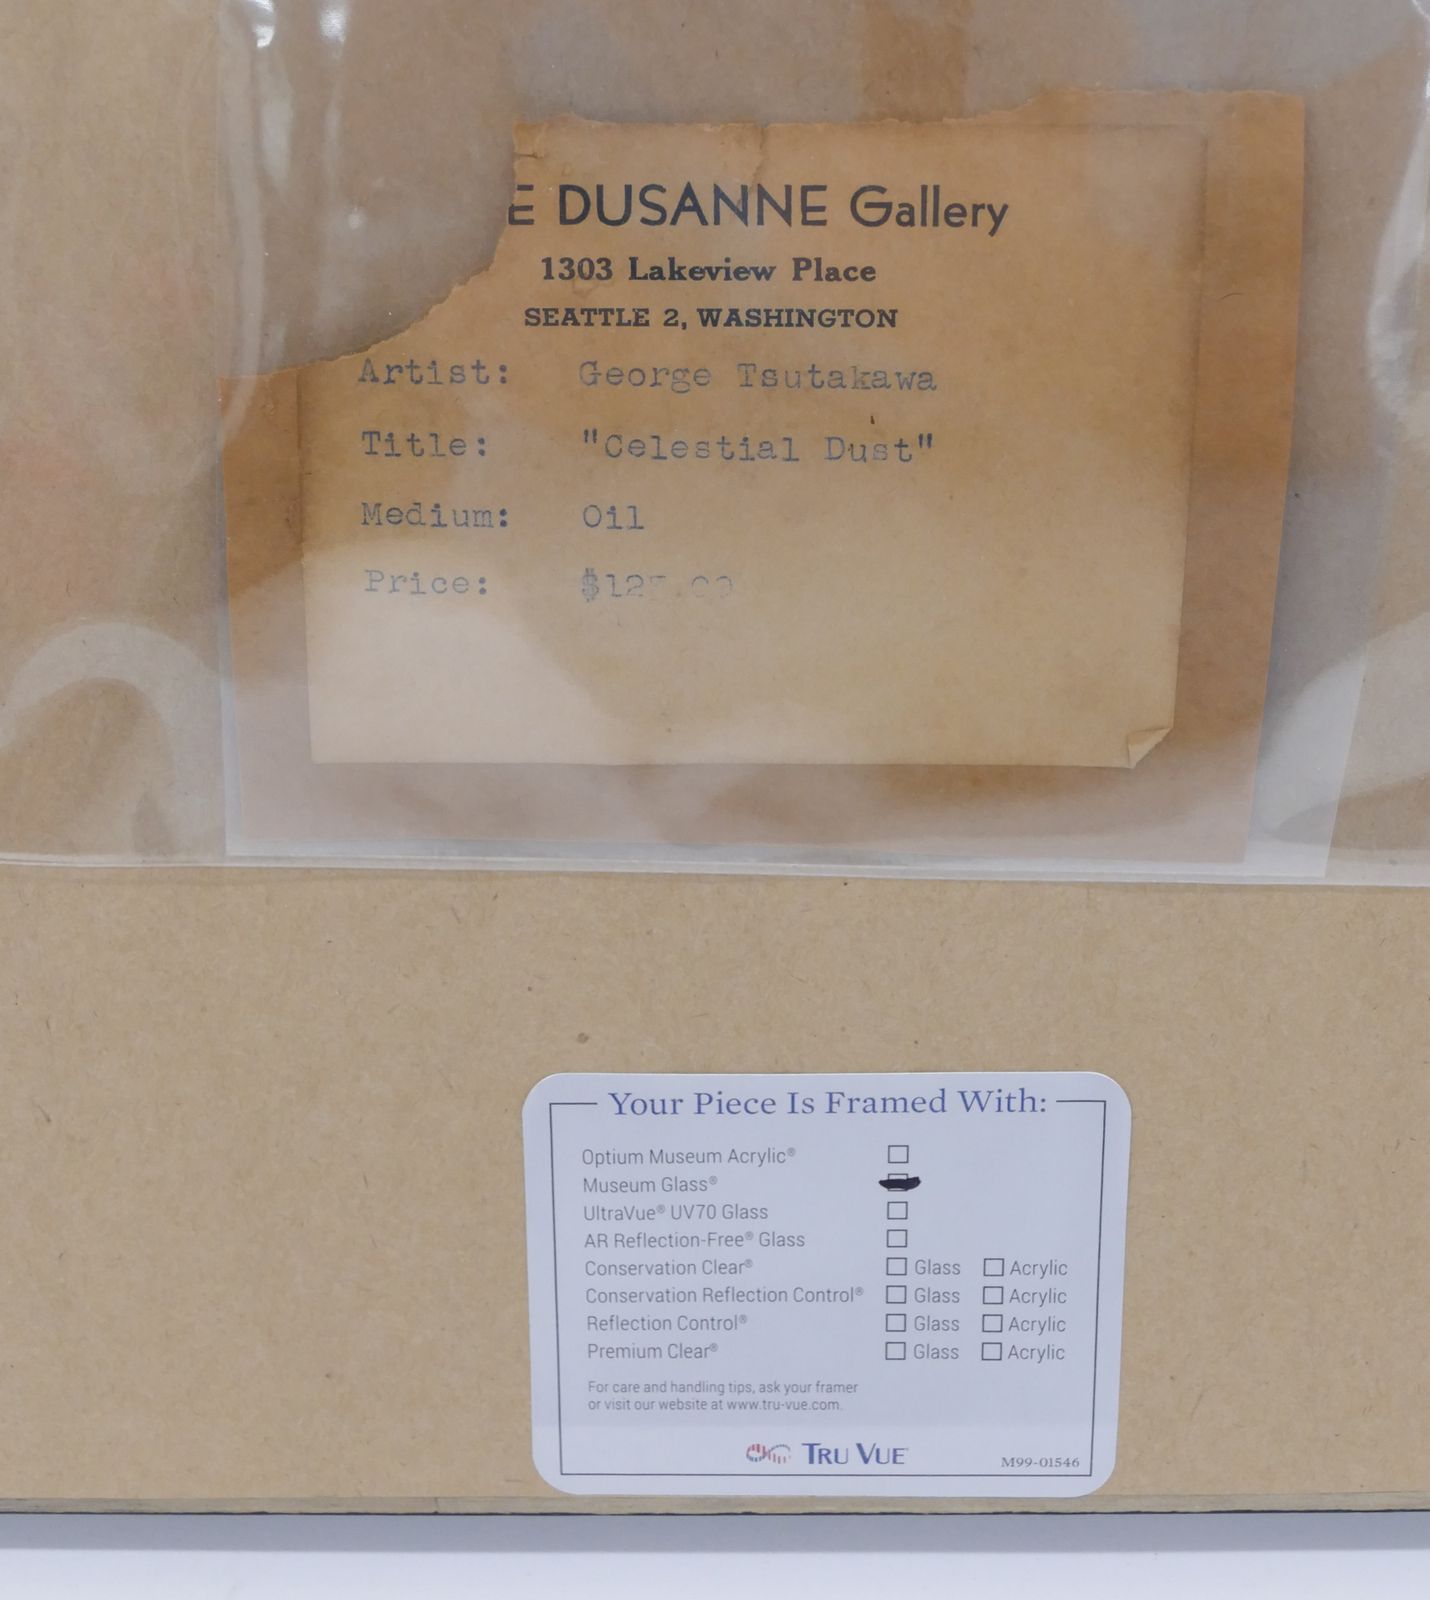 E DUSANNE Gallery
1303 Lakeview Place
SEATTLE 2, WASHINGTON
Artist: George Tsutakawa
Title: "Celestial Dust"
Medium: Oil
Price:
Your Piece Is Framed With:
Optium Museum Acrylic®
Museum Glass®
UltraVue® UV70 Glass
AR Reflection-Free® Glass
Conservation Clear® Glass Acrylic
Conservation Reflection Control® Glass Acrylic
Reflection Control® Glass Acrylic
Premium Clear® Glass Acrylic
For care and handling tips, ask your framer
or visit our website at www.tru-vue.com.
TRU VUE
M99-01546